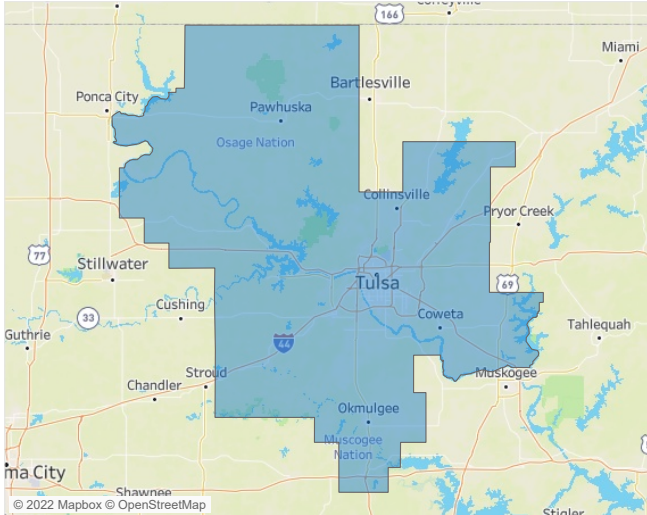 166
Miami
Bartlesville
Ponca City
Pawhuska
Osage Nation
Collinsville
Pryor Creek
77
Stillwater
Tulsa
69
Cushing
33
Coweta
Guthrie
Tahlequah
44
Stroud
Muskogee
Chandler
Okmulgee
Muscogee
Nation
ma City
Shawnee
© 2022 Mapbox © OpenStreetMap
Stigler